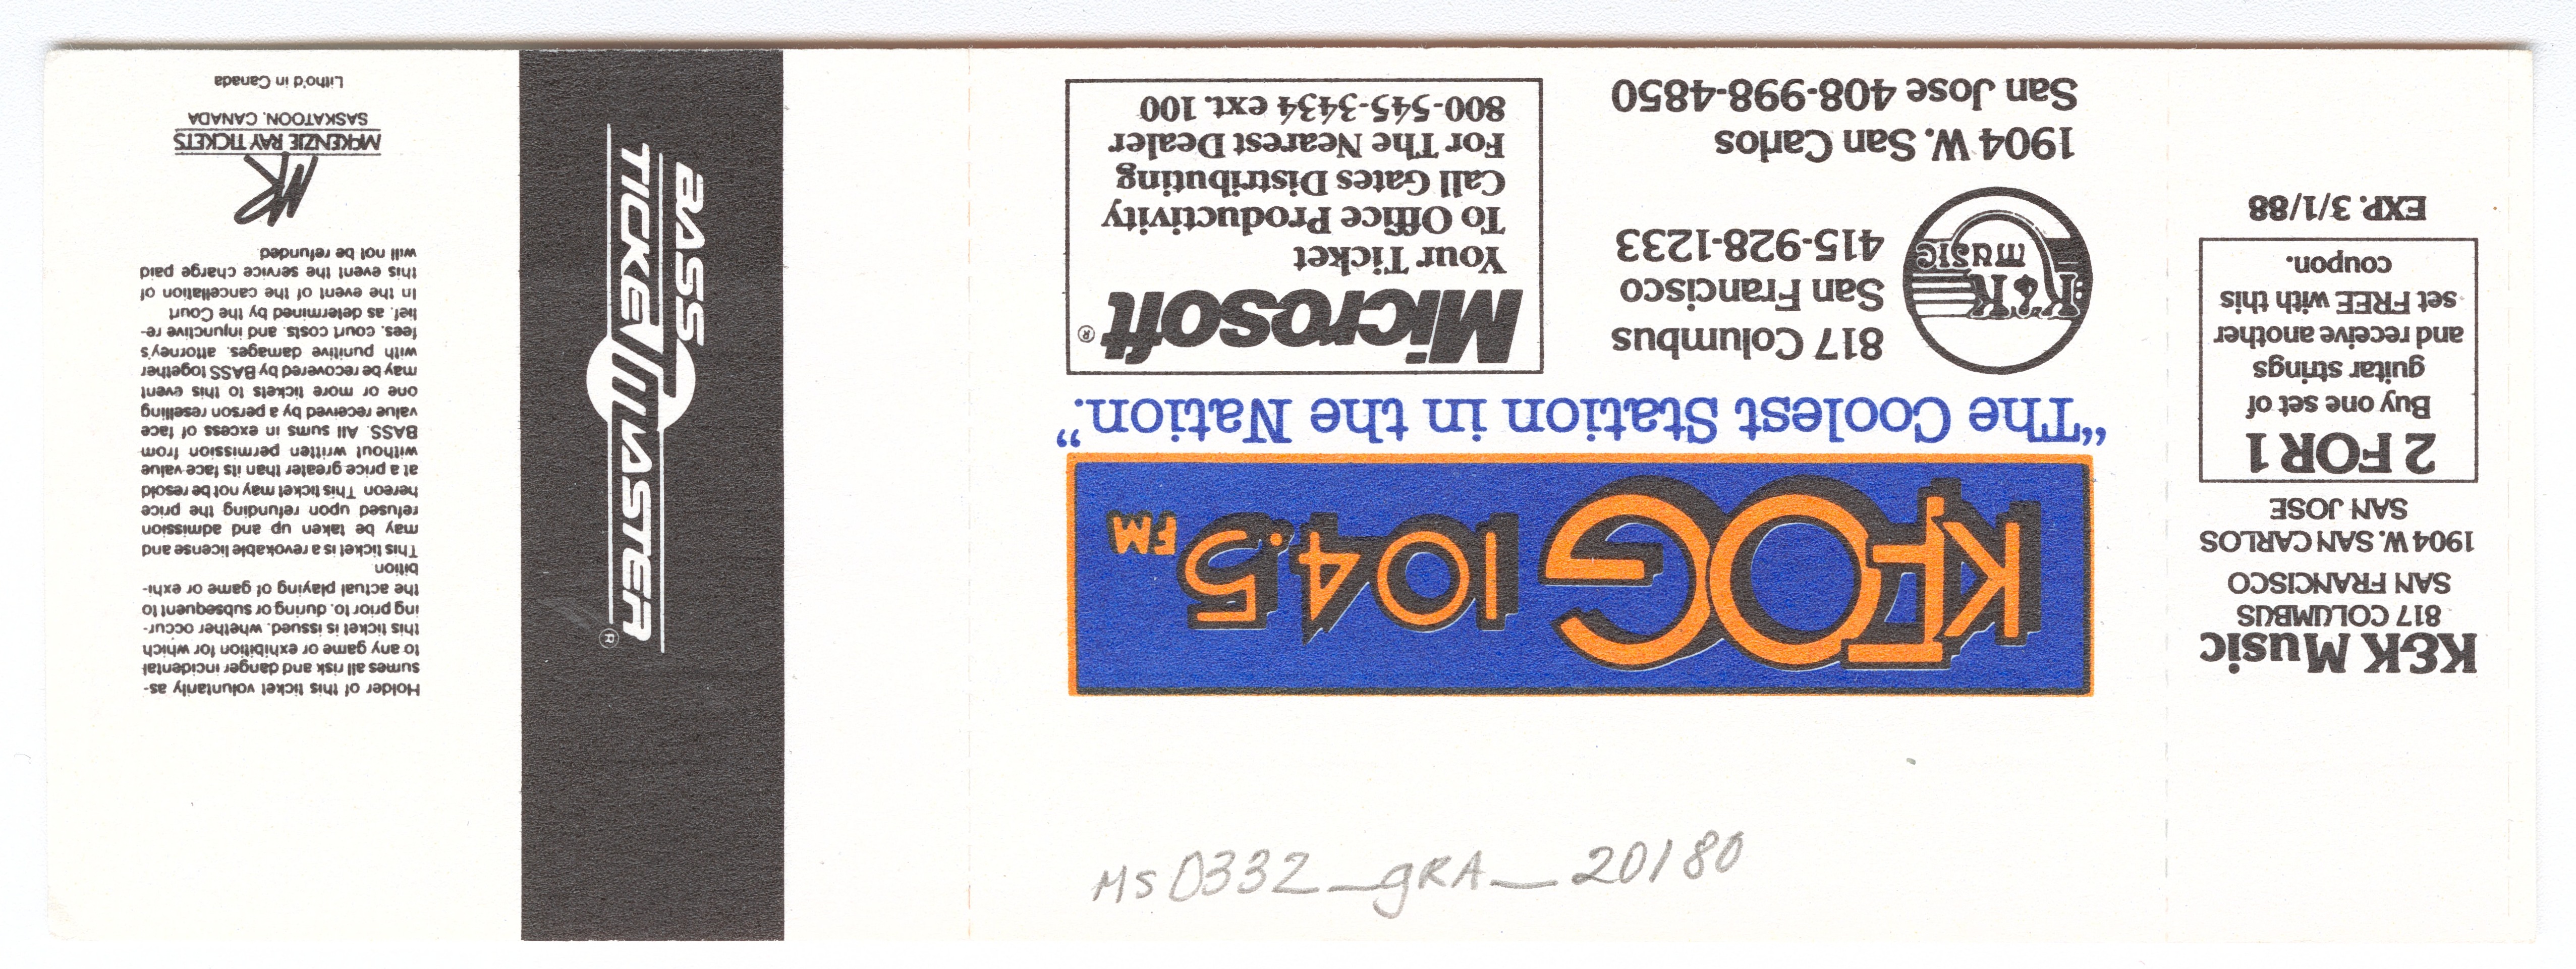 K&K Music
817 COLUMBUS
SAN FRANCISCO
1904 W. SAN CARLOS
SAN JOSE
2 FOR 1
Buy one set of
guitar strings
and receive another
set FREE with this
coupon.
EXP. 3/1/88
KFOG 104.5 FM
"The Coolest Station in the Nation."
K&K
MUSIC
817 Columbus
San Francisco
415-928-1233
1904 W. San Carlos
San Jose 408-998-4850
Microsoft®
Your Ticket
To Office Productivity
Call Gates Distributing
For The Nearest Dealer
800-545-3434 ext. 100
BASS
TICKETMASTER®
Holder of this ticket voluntarily as-
sumes all risk and danger incidental
to any game or exhibition for which
this ticket is issued, whether occur-
ing prior to, during or subsequent to
the actual playing of game or exhi-
bition
This ticket is a revokable license and
may be taken up and admission
refused upon refunding the price
hereon. This ticket may not be resold
at a price greater than its face value
without written permission from
BASS. All sums in excess of face
value received by a person reselling
one or more tickets to this event
may be recovered by BASS together
with punitive damages, attorney's
fees, court costs, and injunctive re-
lief, as determined by the Court
In the event of the cancellation of
this event the service charge paid
will not be refunded
MR
MCKENZIE RAY TICKETS
SASKATOON, CANADA
Litho'd in Canada
MS D332_gRA_20180